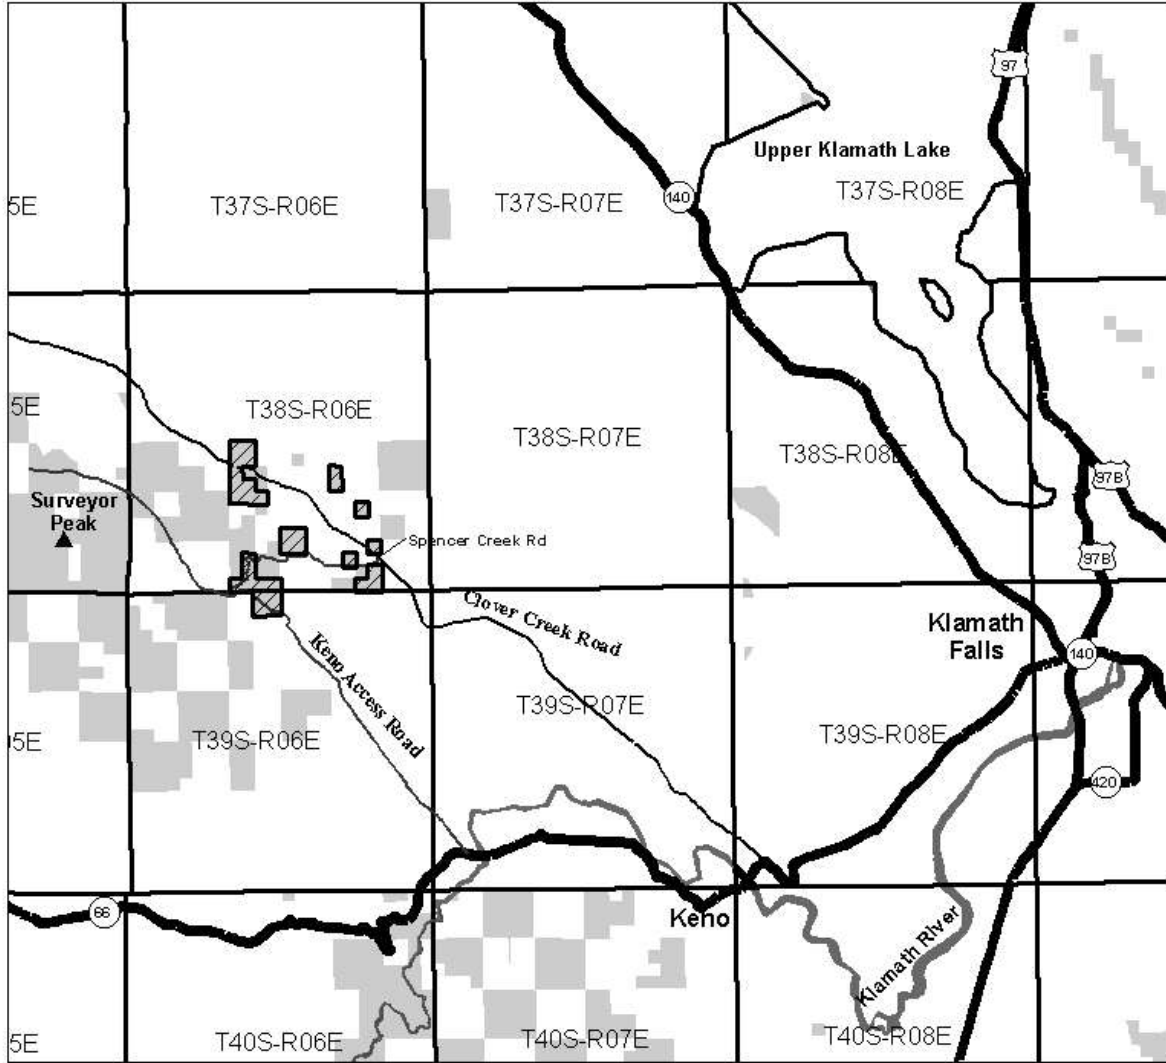 97
Upper Klamath Lake
5E
T37S-R06E
T37S-R07E
140
T37S-R08E
5E
T38S-R06E
T38S-R07E
T38S-R08E
97B
Surveyor
Peak
Spencer Creek Rd
97B
Clover Creek Road
Klamath
Falls
140
Keno Access Road
T39S-R07E
T39S-R06E
T39S-R08E
5E
420
66
Keno
Klamath River
5E
T40S-R06E
T40S-R07E
T40S-R08E